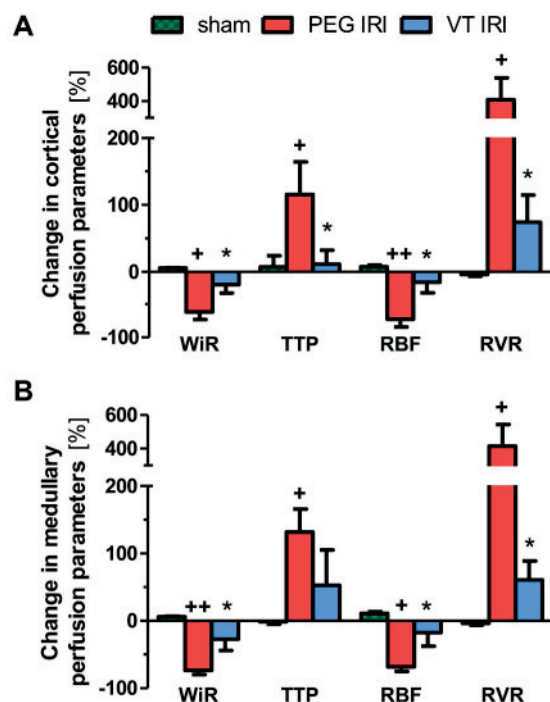 A
sham PEG IRI VT IRI
Change in cortical
perfusion parameters [%]
600
400
200
100
0
-100
+ * + * ++ * + *
WiR TTP RBF RVR
B
Change in medullary
perfusion parameters [%]
600
400
200
100
0
-100
++ * + + * + *
WiR TTP RBF RVR